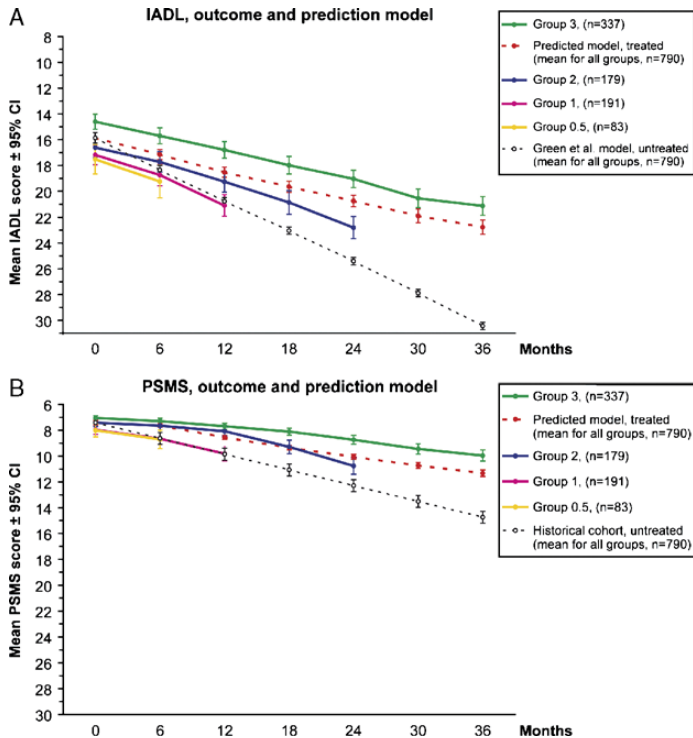 A
IADL, outcome and prediction model
8
10
12
14
16
18
20
22
24
26
28
30
Mean IADL score ± 95% CI
0 6 12 18 24 30 36 Months
Group 3, (n=337)
Predicted model, treated
(mean for all groups, n=790)
Group 2, (n=179)
Group 1, (n=191)
Group 0.5, (n=83)
Green et al. model, untreated
(mean for all groups, n=790)
B
PSMS, outcome and prediction model
6
8
10
12
14
16
18
20
22
24
26
28
30
Mean PSMS score ± 95% CI
0 6 12 18 24 30 36 Months
Group 3, (n=337)
Predicted model, treated
(mean for all groups, n=790)
Group 2, (n=179)
Group 1, (n=191)
Group 0.5, (n=83)
Historical cohort, untreated
(mean for all groups, n=790)